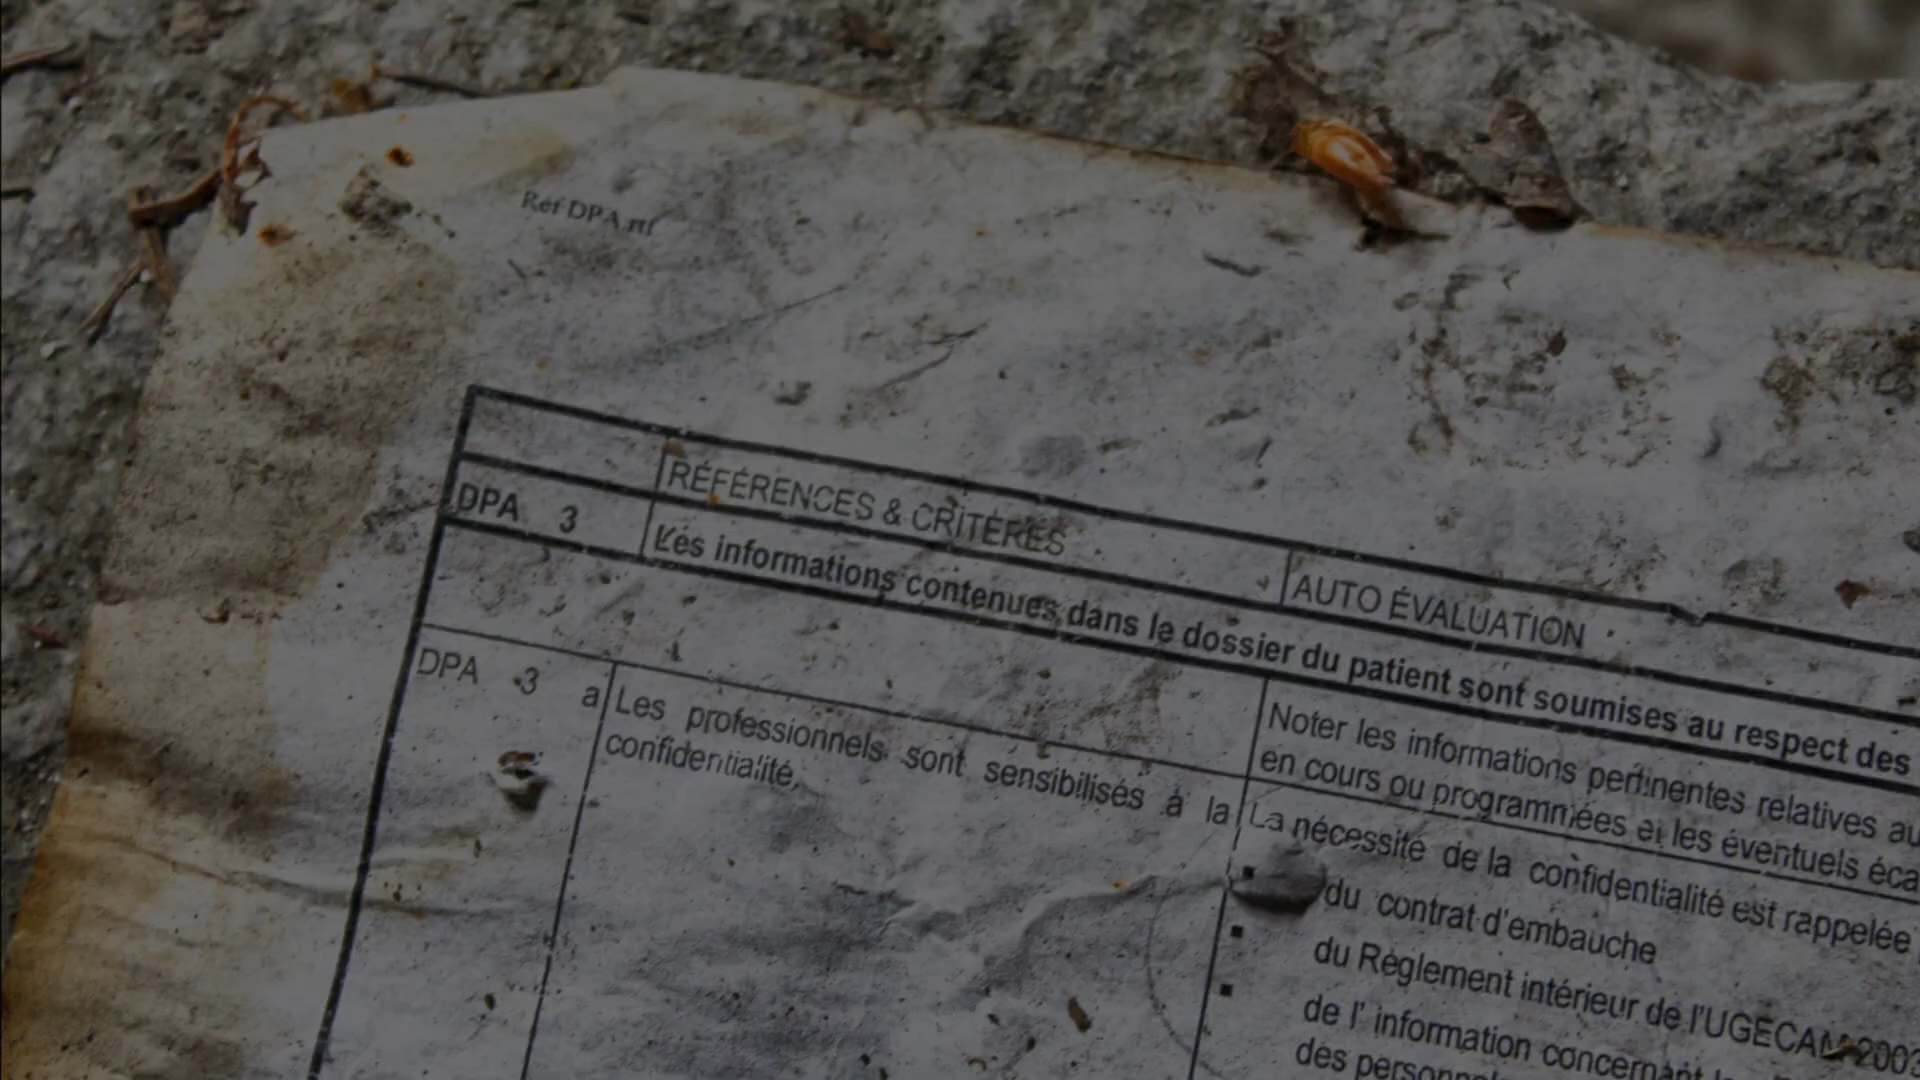 Ref DPA.rtf
RÉFÉRENCES & CRITÈRES
AUTO ÉVALUATION
DPA 3
Les informations contenues dans le dossier du patient sont soumises au respect des
Noter les informations pertinentes relatives au
en cours ou programmées et les éventuels
DPA 3 a
Les professionnels sont sensibilisés à la
confidentialité,
La nécessité de la confidentialité est rappelée
▪ du contrat d'embauche
▪ du Règlement intérieur de l'UGECAM 2003
▪ de l' information concernant
des